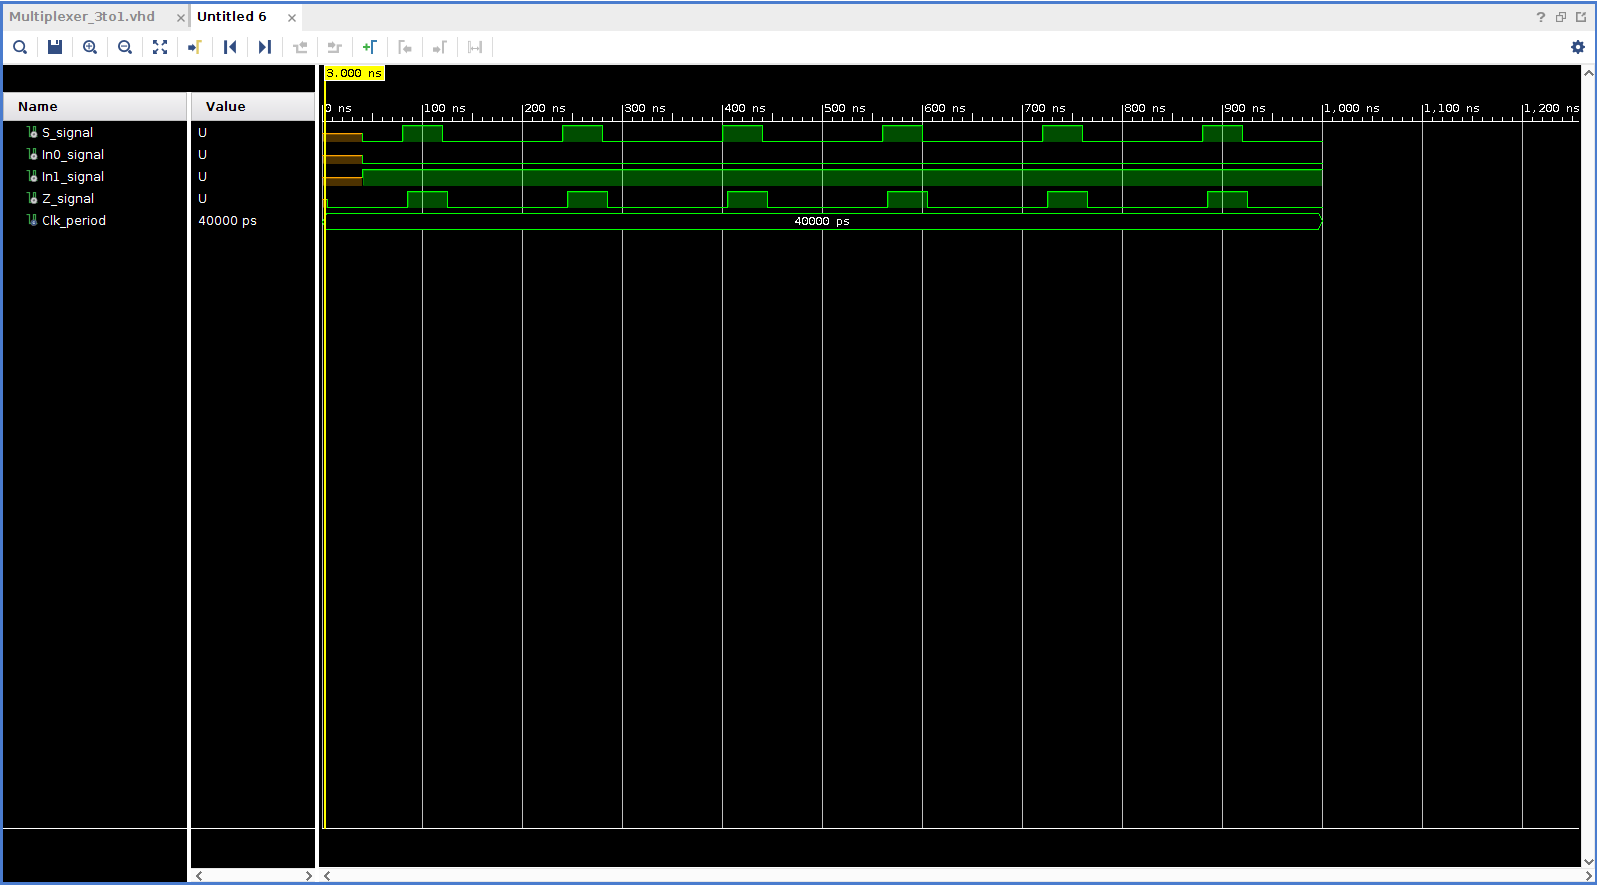 Multiplexer_3to1.vhd × Untitled 6 × ?
3.000 ns
Name Value 0 ns 100 ns 200 ns 300 ns 400 ns 500 ns 600 ns 700 ns 800 ns 900 ns 1,000 ns 1,100 ns 1,200 ns
S_signal U
In0_signal U
In1_signal U
Z_signal U
Clk_period 40000 ps 40000 ps